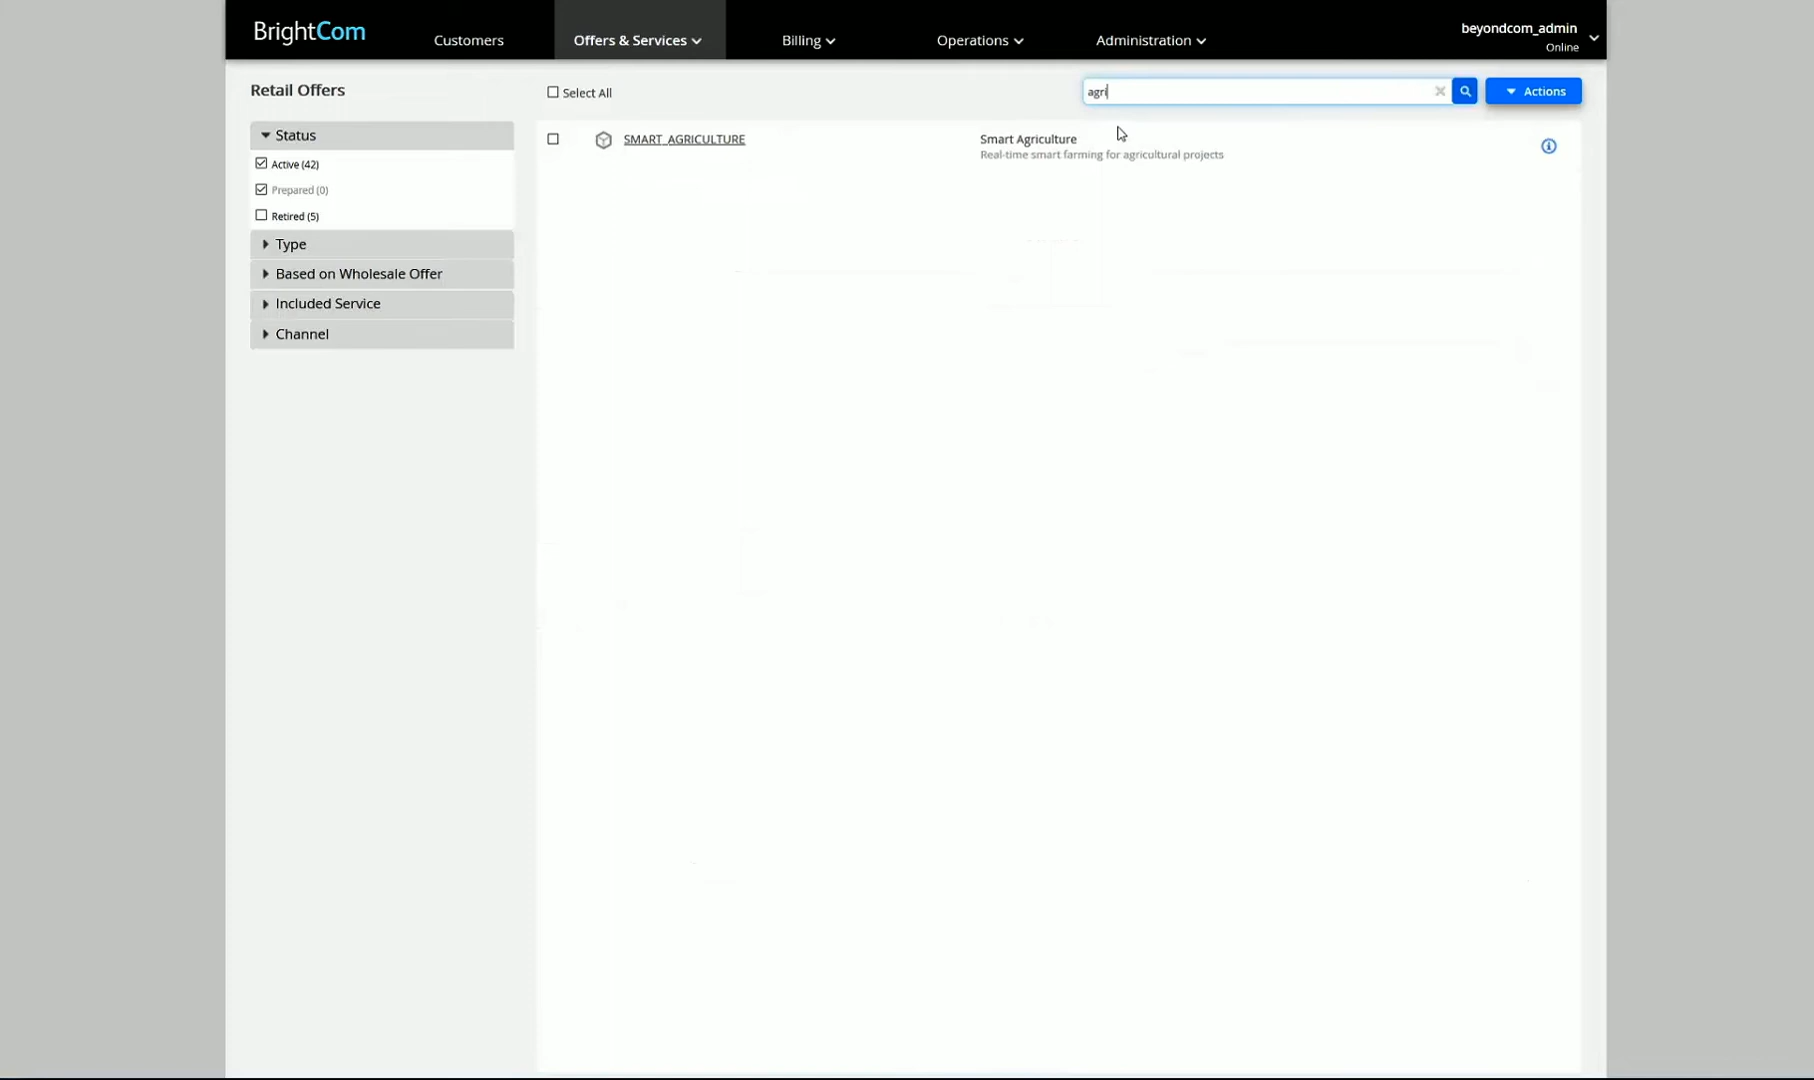 BrightCom
Customers
Offers & Services
Billing
Operations
Administration
beyondcom_admin
Online
Retail Offers
Select All
agri
Actions
Status
Active (42)
Prepared (0)
Retired (5)
Type
Based on Wholesale Offer
Included Service
Channel
SMART_AGRICULTURE
Smart Agriculture
Real-time smart farming for agricultural projects